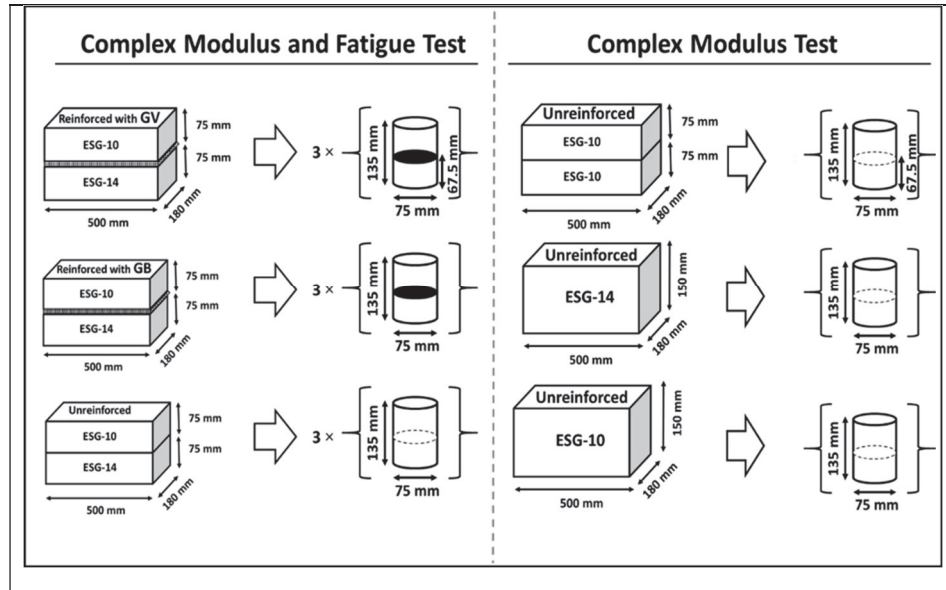 Complex Modulus and Fatigue Test
Reinforced with GV
ESG-10
ESG-14
75 mm
75 mm
180 mm
500 mm
3 ×
135 mm
67.5 mm
75 mm
Reinforced with GB
ESG-10
ESG-14
75 mm
75 mm
180 mm
500 mm
3 ×
135 mm
75 mm
Unreinforced
ESG-10
ESG-14
75 mm
75 mm
180 mm
500 mm
3 ×
135 mm
75 mm
Complex Modulus Test
Unreinforced
ESG-10
ESG-10
75 mm
75 mm
180 mm
500 mm
135 mm
67.5 mm
75 mm
Unreinforced
ESG-14
150 mm
180 mm
500 mm
135 mm
75 mm
Unreinforced
ESG-10
150 mm
180 mm
500 mm
135 mm
75 mm